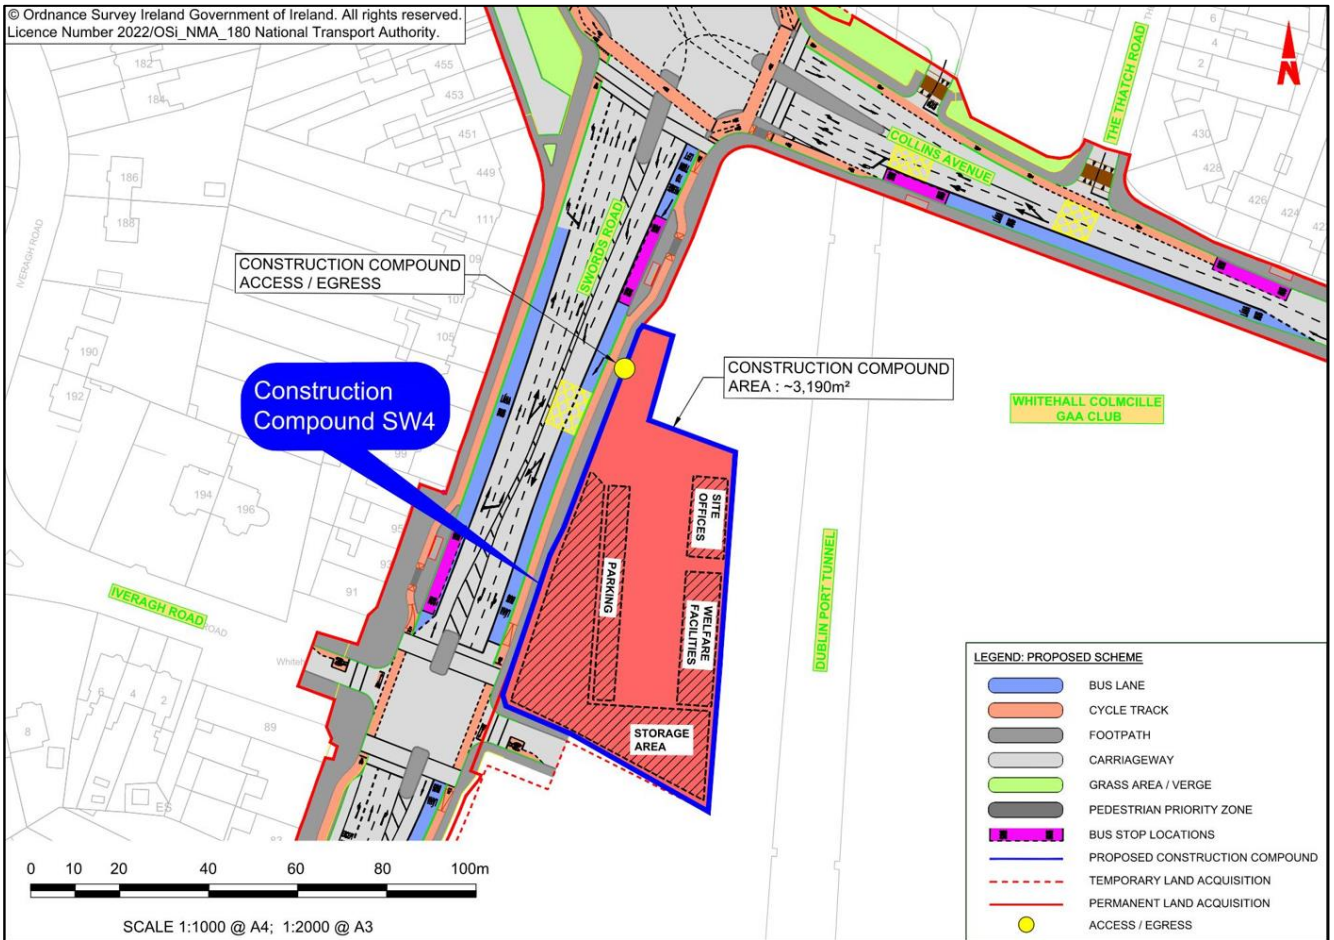 © Ordnance Survey Ireland Government of Ireland. All rights reserved.
Licence Number 2022/OSi_NMA_180 National Transport Authority.
182
184
455
453
451
449
111
186
188
IVERAGH ROAD
SWORDS ROAD
COLLINS AVENUE
THE THATCH ROAD
6
4
2
430
428
426
424
N
CONSTRUCTION COMPOUND
ACCESS / EGRESS
107
105
190
192
Construction
Compound SW4
CONSTRUCTION COMPOUND
AREA : ~3,190m²
WHITEHALL COLMCILLE
GAA CLUB
99
194
196
95
91
SITE
OFFICES
PARKING
WELFARE
FACILITIES
STORAGE
AREA
DUBLIN PORT TUNNEL
IVERAGH ROAD
ROAD
6
4
2
8
89
ES
LEGEND: PROPOSED SCHEME
BUS LANE
CYCLE TRACK
FOOTPATH
CARRIAGEWAY
GRASS AREA / VERGE
PEDESTRIAN PRIORITY ZONE
BUS STOP LOCATIONS
PROPOSED CONSTRUCTION COMPOUND
TEMPORARY LAND ACQUISITION
PERMANENT LAND ACQUISITION
ACCESS / EGRESS
0 10 20 40 60 80 100m
SCALE 1:1000 @ A4; 1:2000 @ A3